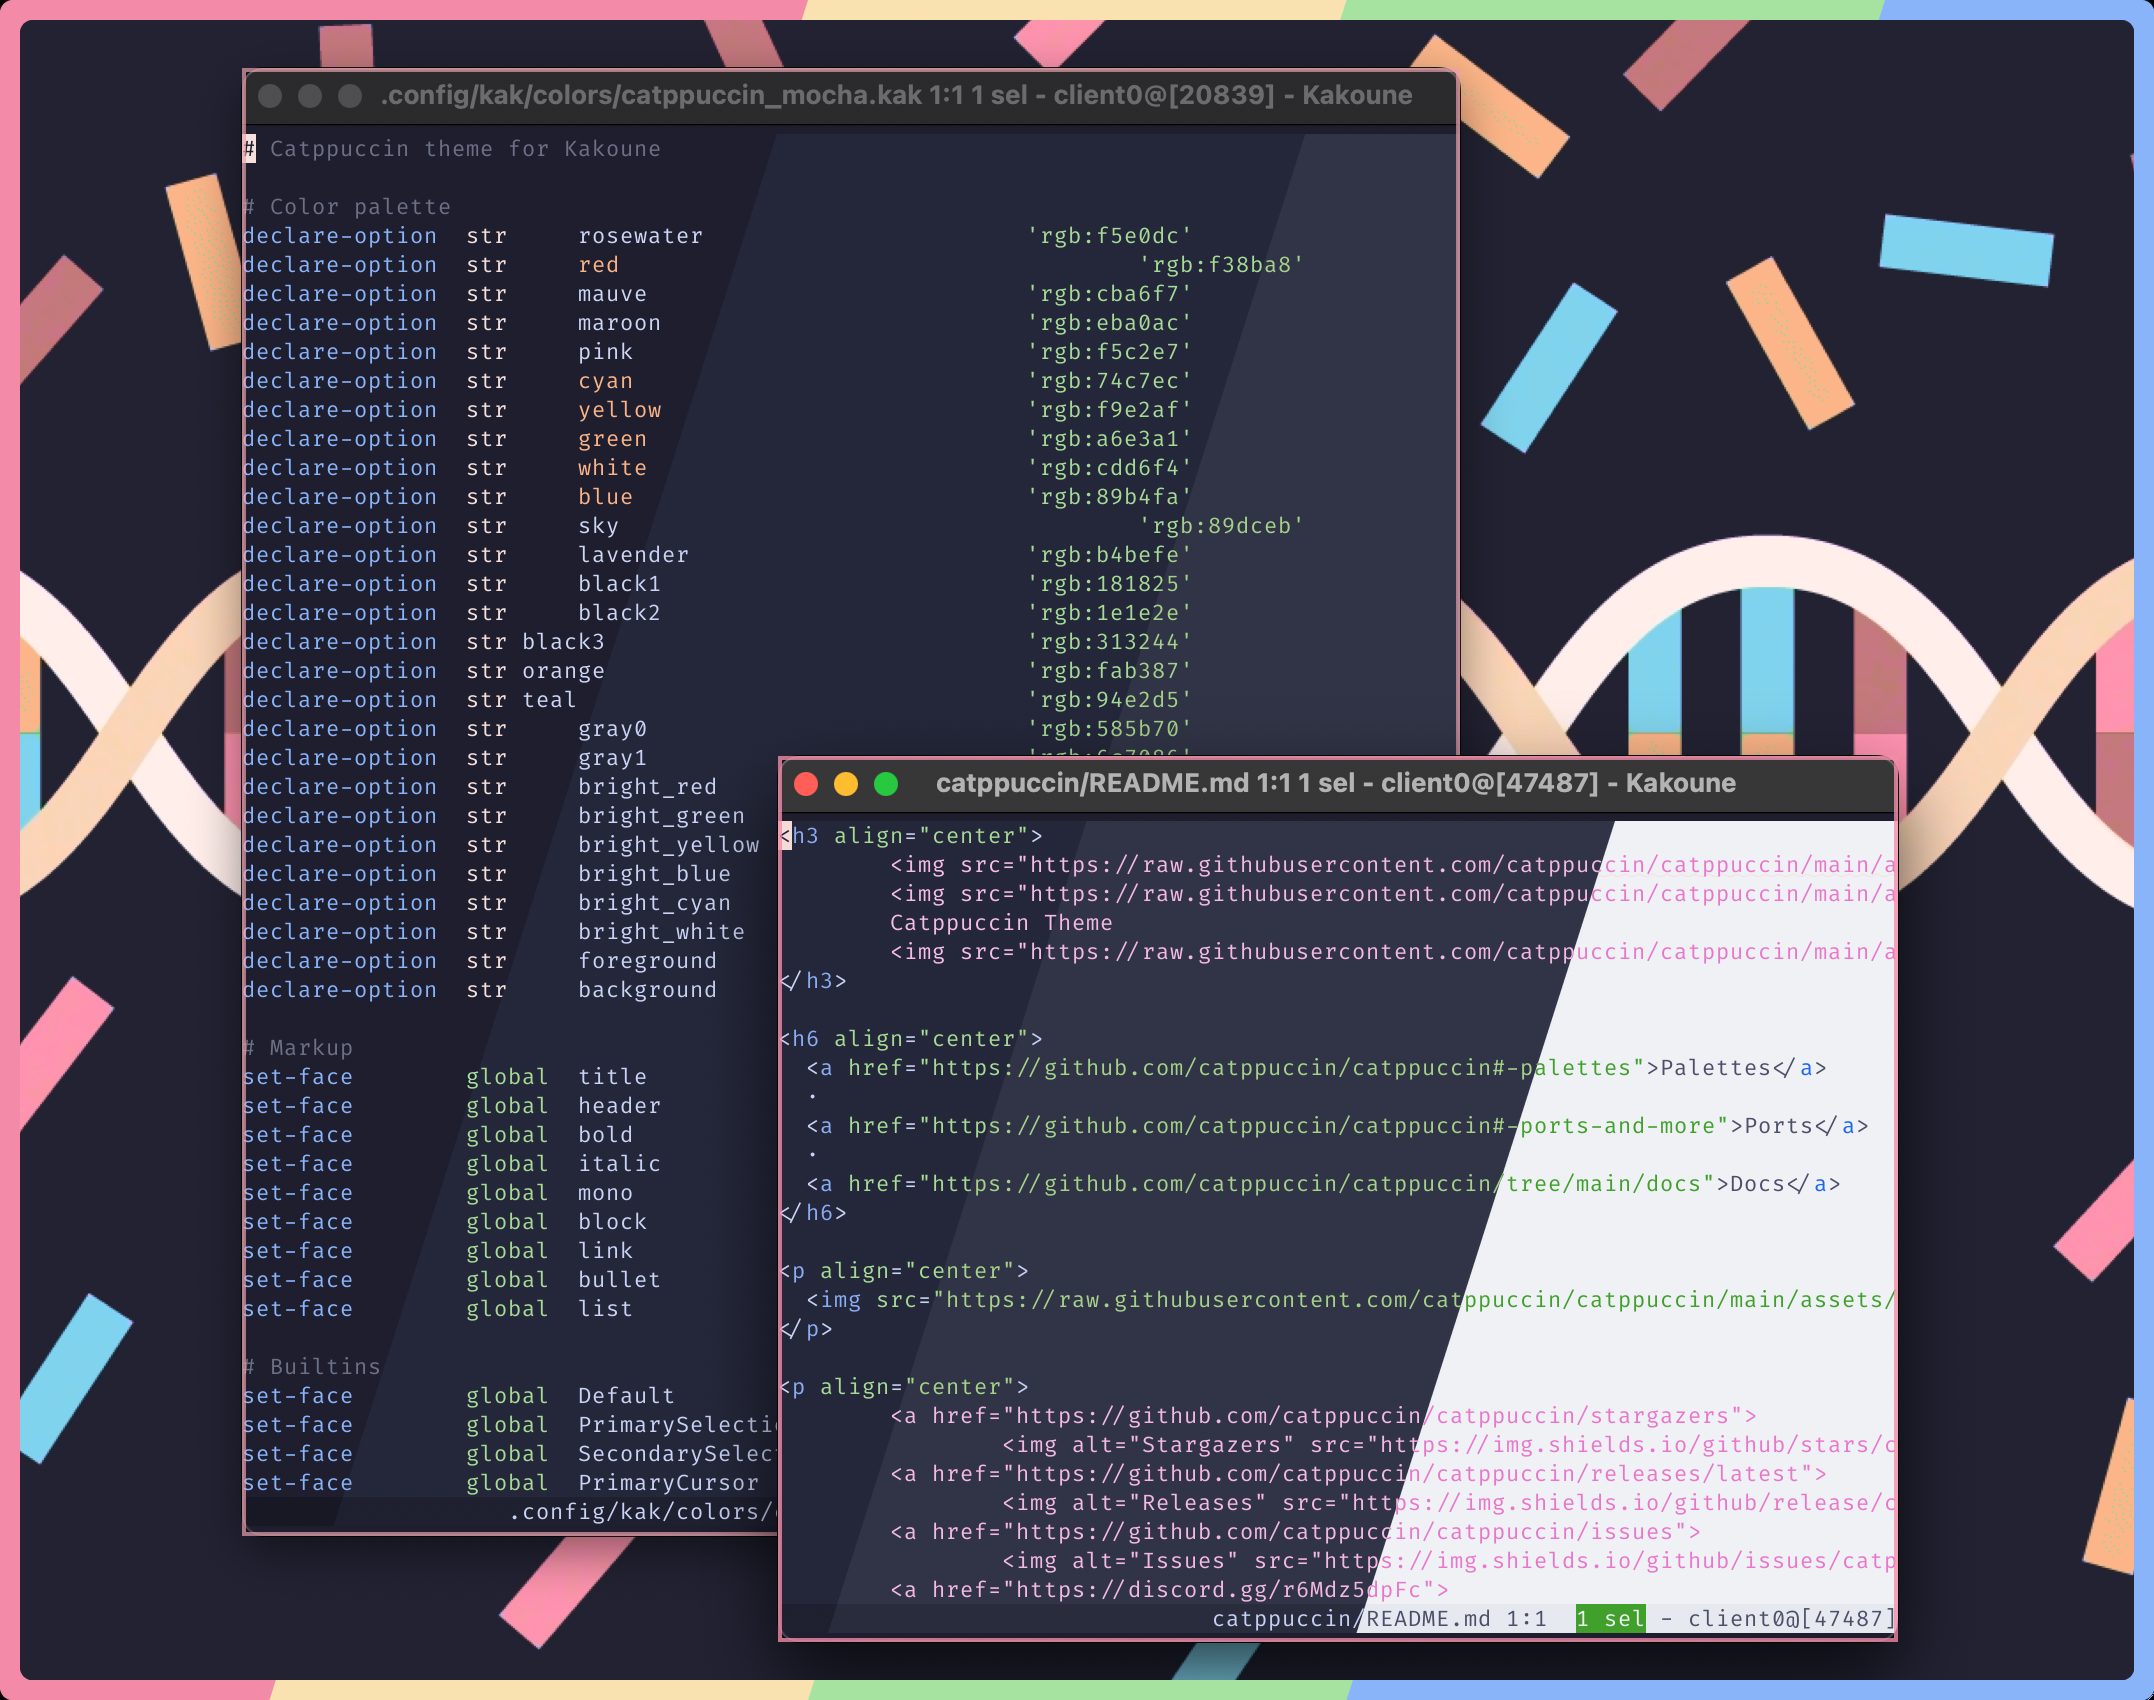 .config/kak/colors/catppuccin_mocha.kak 1:1 1 sel - client0@[20839] - Kakoune
# Catppuccin theme for Kakoune
# Color palette
declare-option str rosewater 'rgb:f5e0dc'
declare-option str red 'rgb:f38ba8'
declare-option str mauve 'rgb:cba6f7'
declare-option str maroon 'rgb:eba0ac'
declare-option str pink 'rgb:f5c2e7'
declare-option str cyan 'rgb:74c7ec'
declare-option str yellow 'rgb:f9e2af'
declare-option str green 'rgb:a6e3a1'
declare-option str white 'rgb:cdd6f4'
declare-option str blue 'rgb:89b4fa'
declare-option str sky 'rgb:89dceb'
declare-option str lavender 'rgb:b4befe'
declare-option str black1 'rgb:181825'
declare-option str black2 'rgb:1e1e2e'
declare-option str black3 'rgb:313244'
declare-option str orange 'rgb:fab387'
declare-option str teal 'rgb:94e2d5'
declare-option str gray0 'rgb:585b70'
declare-option str gray1
declare-option str bright_red
declare-option str bright_green
declare-option str bright_yellow
declare-option str bright_blue
declare-option str bright_cyan
declare-option str bright_white
declare-option str foreground
declare-option str background
# Markup
set-face global title
set-face global header
set-face global bold
set-face global italic
set-face global mono
set-face global block
set-face global link
set-face global bullet
set-face global list
# Builtins
set-face global Default
set-face global PrimarySelectio
set-face global SecondarySelect
set-face global PrimaryCursor
.config/kak/colors/
catppuccin/README.md 1:1 1 sel - client0@[47487] - Kakoune
<h3 align="center">
<img src="https://raw.githubusercontent.com/catppuccin/catppuccin/main/a
<img src="https://raw.githubusercontent.com/catppuccin/catppuccin/main/a
Catppuccin Theme
<img src="https://raw.githubusercontent.com/catppuccin/catppuccin/main/a
</h3>
<h6 align="center">
<a href="https://github.com/catppuccin/catppuccin#-palettes">Palettes</a>
·
<a href="https://github.com/catppuccin/catppuccin#-ports-and-more">Ports</a>
·
<a href="https://github.com/catppuccin/catppuccin/tree/main/docs">Docs</a>
</h6>
<p align="center">
<img src="https://raw.githubusercontent.com/catppuccin/catppuccin/main/assets/
</p>
<p align="center">
<a href="https://github.com/catppuccin/catppuccin/stargazers">
<img alt="Stargazers" src="https://img.shields.io/github/stars/c
<a href="https://github.com/catppuccin/catppuccin/releases/latest">
<img alt="Releases" src="https://img.shields.io/github/release/c
<a href="https://github.com/catppuccin/catppuccin/issues">
<img alt="Issues" src="https://img.shields.io/github/issues/catp
<a href="https://discord.gg/r6Mdz5dpFc">
catppuccin/README.md 1:1 1 sel - client0@[47487]